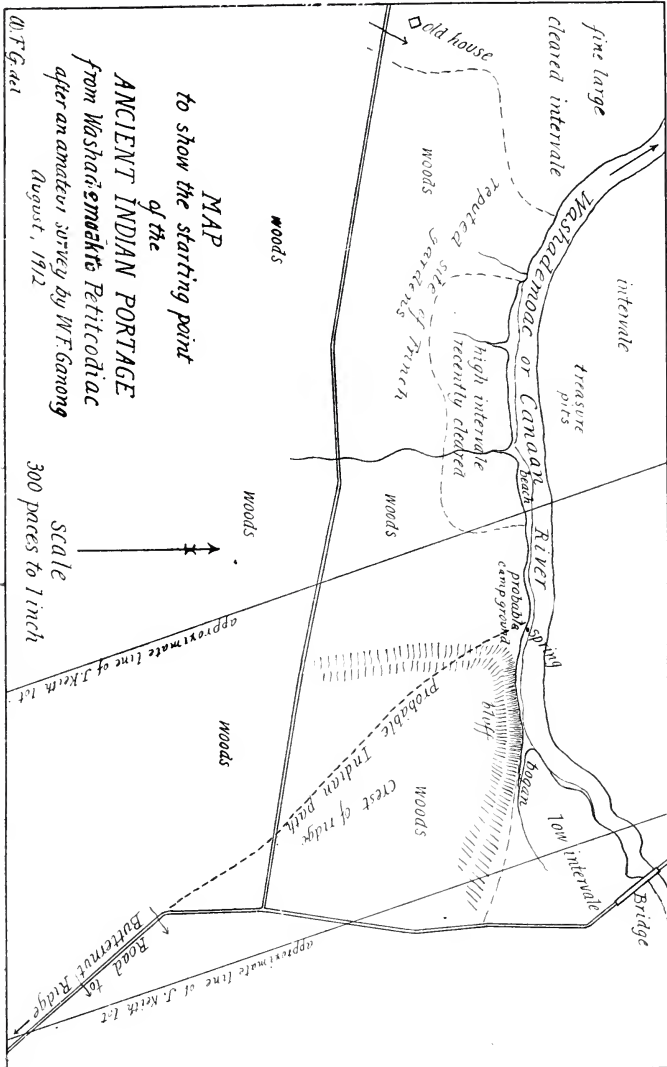 fine large
cleared intervale
old house
Washademoac or Canaan River
intervale
treasure
pits
woods
reputed site of French
gardens
high intervale
recently cleared
beach
probable
camp ground
spring
bluff
bogan
low intervale
Bridge
woods
woods
crest of ridge
probable Indian path
woods
woods
woods
approximate line of J. Keith lot
approximate line of J. Keith lot
Road to
Butternut Ridge
MAP
to show the starting point
of the
ANCIENT INDIAN PORTAGE
from Washademoak to Petitcodiac
after an amateur survey by W.F. Ganong
August, 1912
scale
300 paces to 1 inch
W.F.G. del